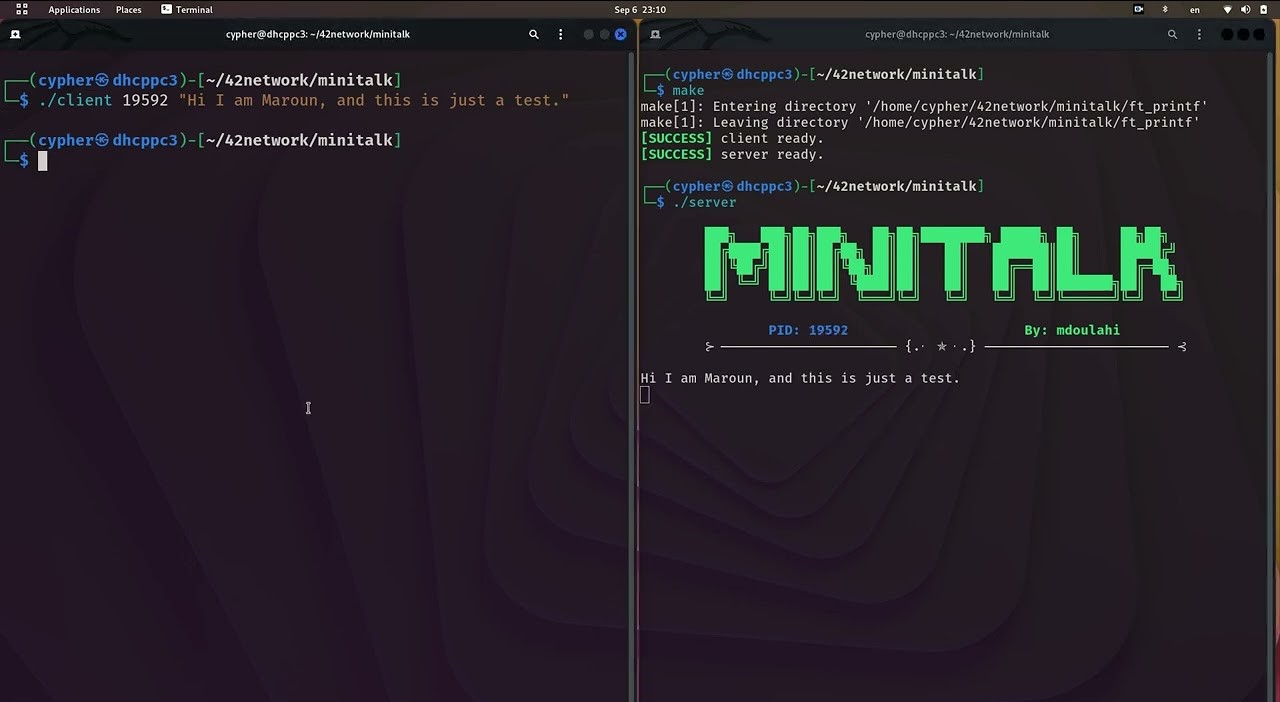 Applications Places Terminal Sep 6 23:10 en
cypher@dhcppc3: ~/42network/minitalk
┌──(cypher㉿dhcppc3)-[~/42network/minitalk]
└─$ ./client 19592 "Hi I am Maroun, and this is just a test."
┌──(cypher㉿dhcppc3)-[~/42network/minitalk]
└─$
cypher@dhcppc3: ~/42network/minitalk
┌──(cypher㉿dhcppc3)-[~/42network/minitalk]
└─$ make
make[1]: Entering directory '/home/cypher/42network/minitalk/ft_printf'
make[1]: Leaving directory '/home/cypher/42network/minitalk/ft_printf'
[SUCCESS] client ready.
[SUCCESS] server ready.
┌──(cypher㉿dhcppc3)-[~/42network/minitalk]
└─$ ./server
MINITALK
PID: 19592 By: mdoulahi
Hi I am Maroun, and this is just a test.